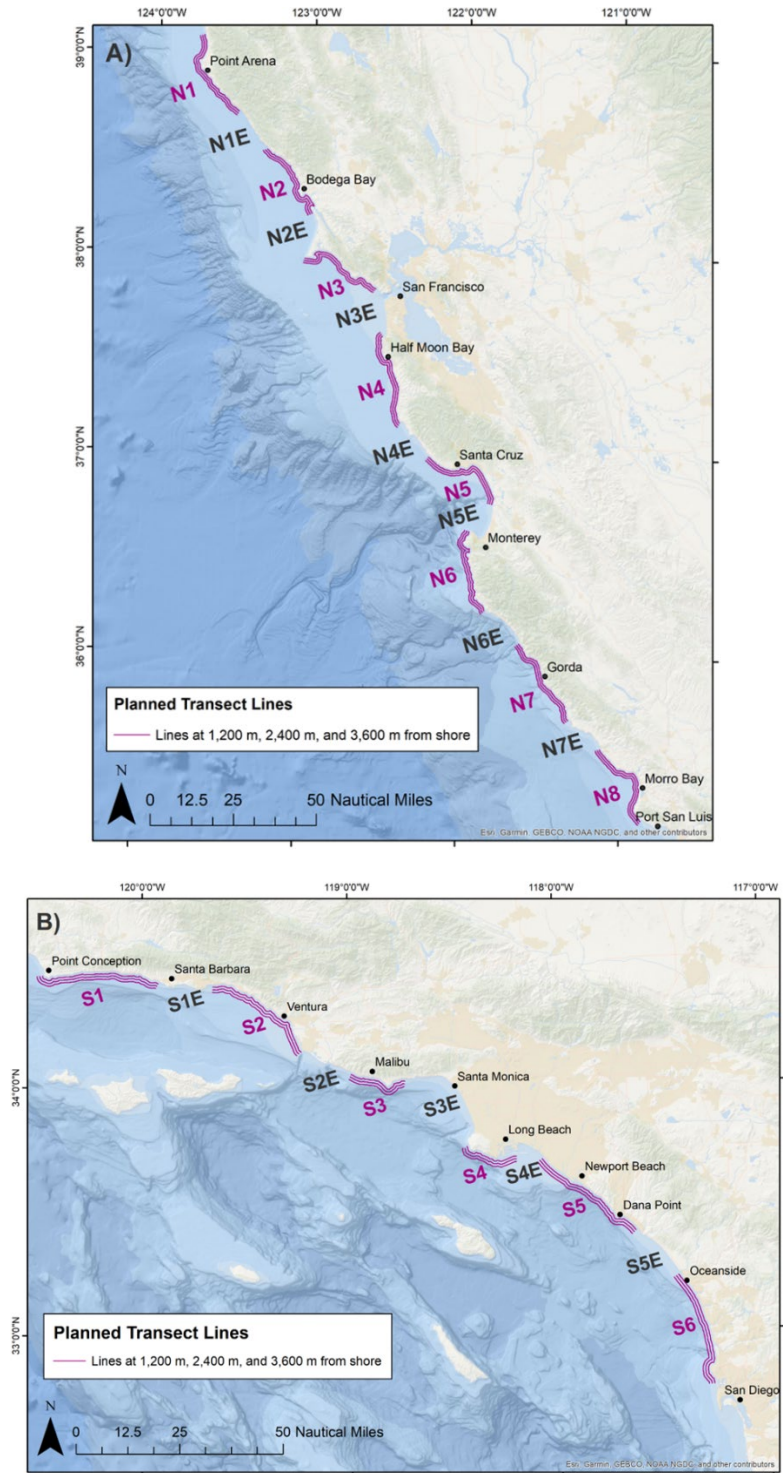 124°0'0"W 123°0'0"W 122°0'0"W 121°0'0"W
A)
39°0'0"N
Point Arena
N1
N1E
Bodega Bay
N2
N2E
38°0'0"N
N3
San Francisco
N3E
Half Moon Bay
N4
37°0'0"N
N4E
Santa Cruz
N5
N5E
Monterey
N6
36°0'0"N
N6E
Gorda
N7
N7E
Planned Transect Lines
Lines at 1,200 m, 2,400 m, and 3,600 m from shore
N
0 12.5 25 50 Nautical Miles
Morro Bay
N8
Port San Luis
Esri, Garmin, GEBCO, NOAA NGDC, and other contributors
120°0'0"W 119°0'0"W 118°0'0"W 117°0'0"W
B)
Point Conception
Santa Barbara
S1
S1E
S2
Ventura
34°0'0"N
Malibu
S2E
S3
Santa Monica
S3E
Long Beach
S4
S4E
Newport Beach
S5
Dana Point
S5E
Oceanside
33°0'0"N
S6
San Diego
Planned Transect Lines
Lines at 1,200 m, 2,400 m, and 3,600 m from shore
N
0 12.5 25 50 Nautical Miles
Esri, Garmin, GEBCO, NOAA NGDC, and other contributors